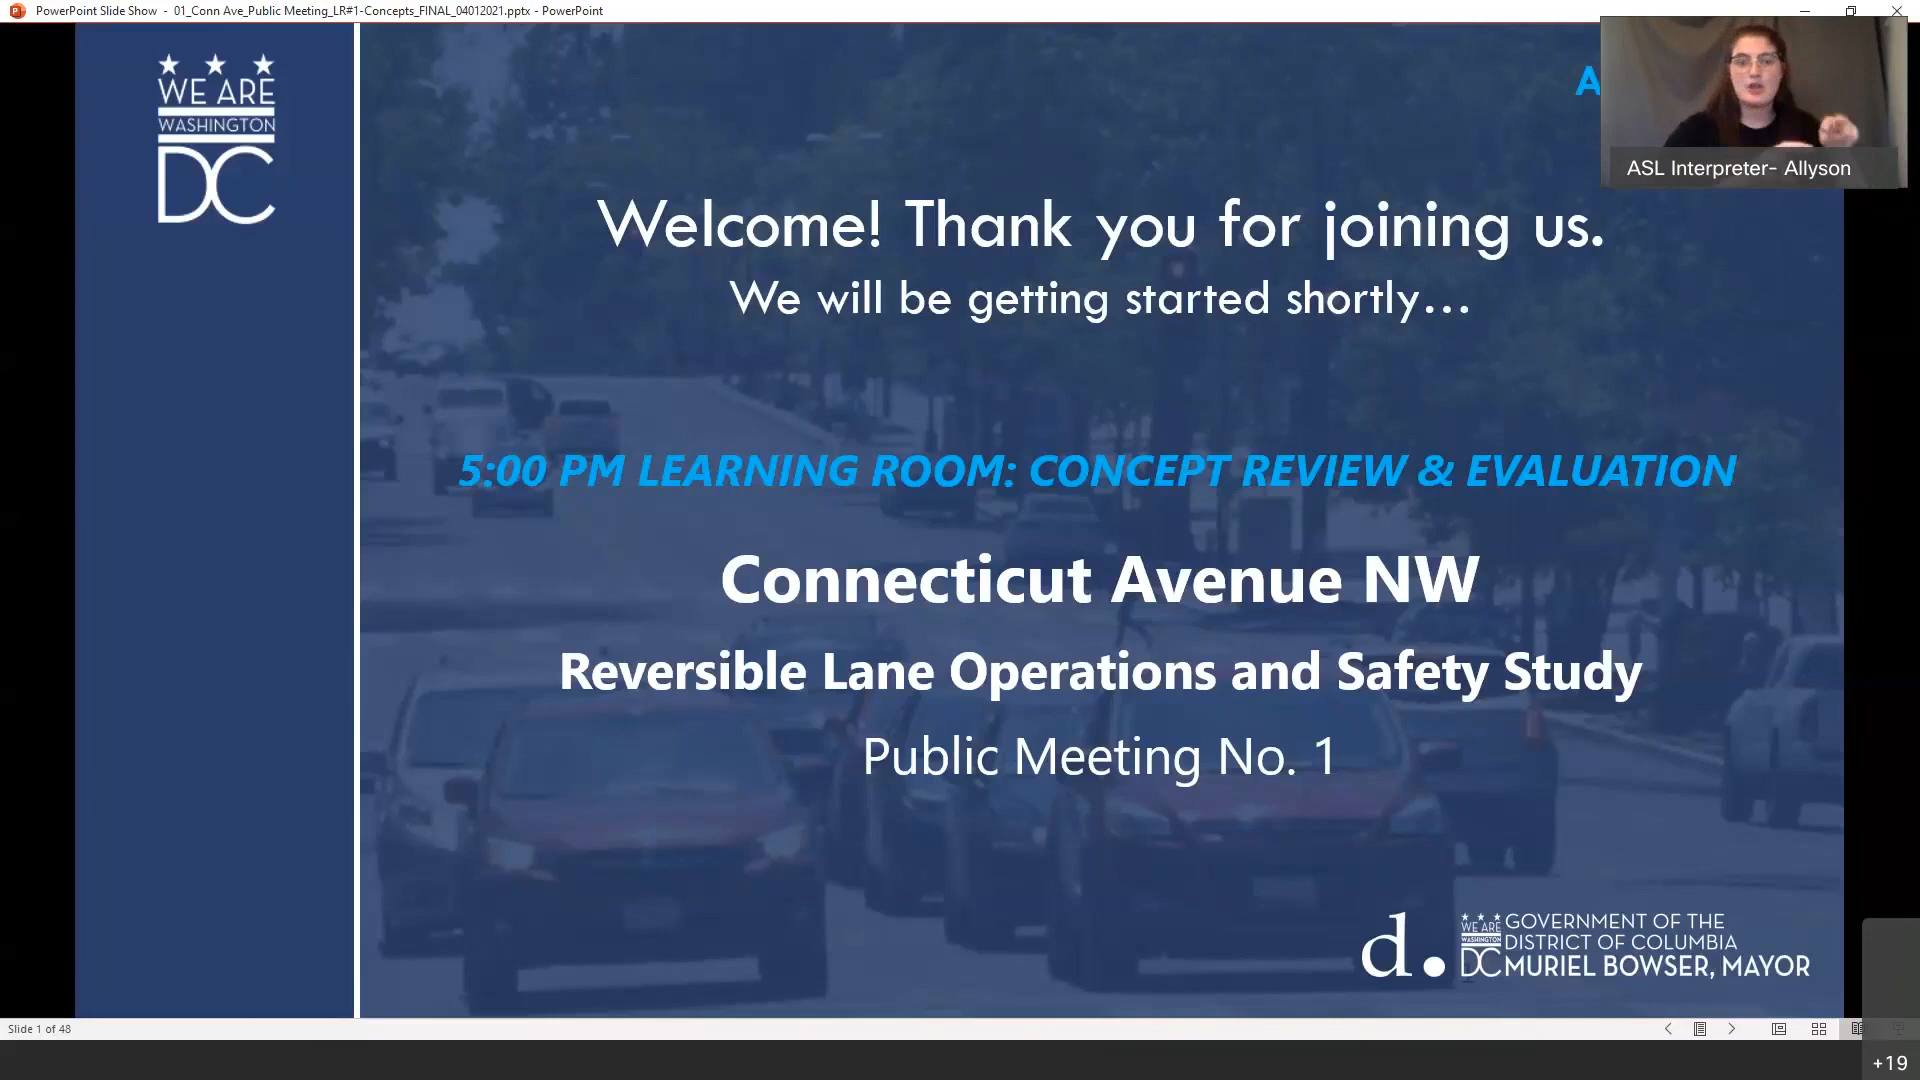 PowerPoint Slide Show - 01_Conn Ave_Public Meeting_LR#1-Concepts_FINAL_04012021.pptx - PowerPoint
WE ARE
WASHINGTON
DC
A
ASL Interpreter- Allyson
Welcome! Thank you for joining us.
We will be getting started shortly…
5:00 PM LEARNING ROOM: CONCEPT REVIEW & EVALUATION
Connecticut Avenue NW
Reversible Lane Operations and Safety Study
Public Meeting No. 1
d.
WE ARE
WASHINGTON
DC
GOVERNMENT OF THE
DISTRICT OF COLUMBIA
MURIEL BOWSER, MAYOR
Slide 1 of 48
+19